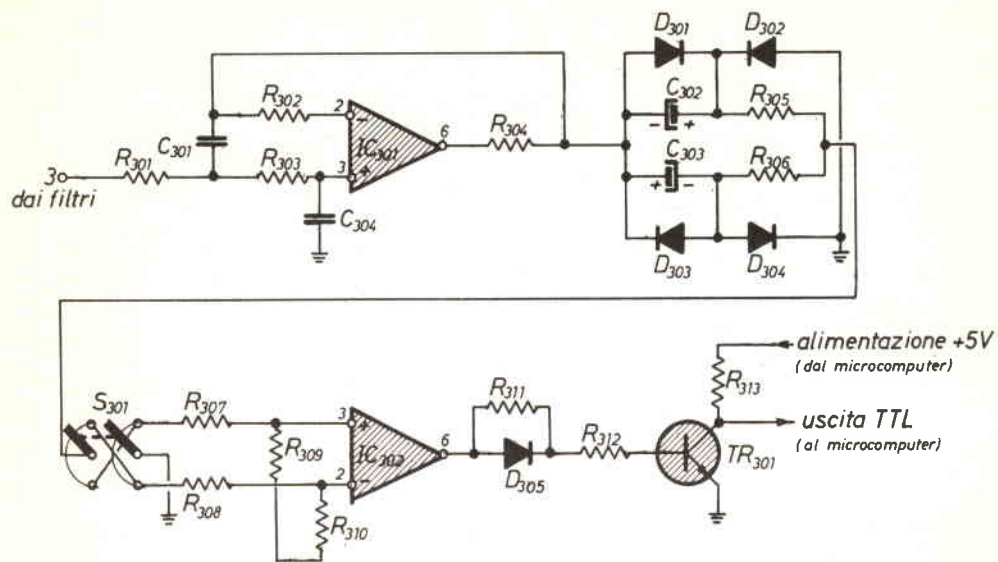 D301
D302
R302
2
C302
R305
-
+
C301
-
6
R304
IC301
3
R301
R303
3
+
C303
R306
dai filtri
+
-
C304
D303
D304
alimentazione +5V
(dal microcomputer)
R311
R313
S301
R307
3
+
uscita TTL
(al microcomputer)
6
R312
R309
IC302
D305
TR301
2
-
R308
R310